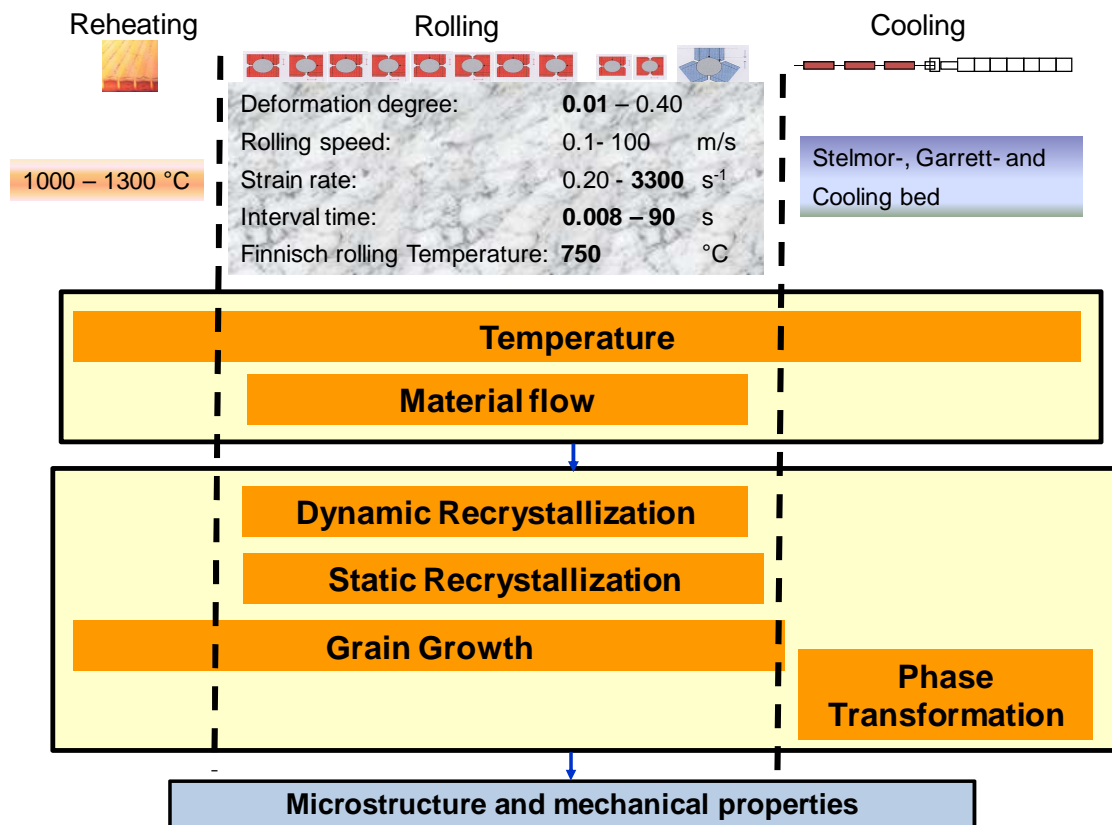 Reheating
Rolling
Cooling
Deformation degree: 0.01 – 0.40
Rolling speed: 0.1- 100 m/s
Strain rate: 0.20 - 3300 s⁻¹
Interval time: 0.008 – 90 s
Finnisch rolling Temperature: 750 °C
1000 – 1300 °C
Stelmor-, Garrett- and
Cooling bed
Temperature
Material flow
Dynamic Recrystallization
Static Recrystallization
Grain Growth
Phase
Transformation
Microstructure and mechanical properties